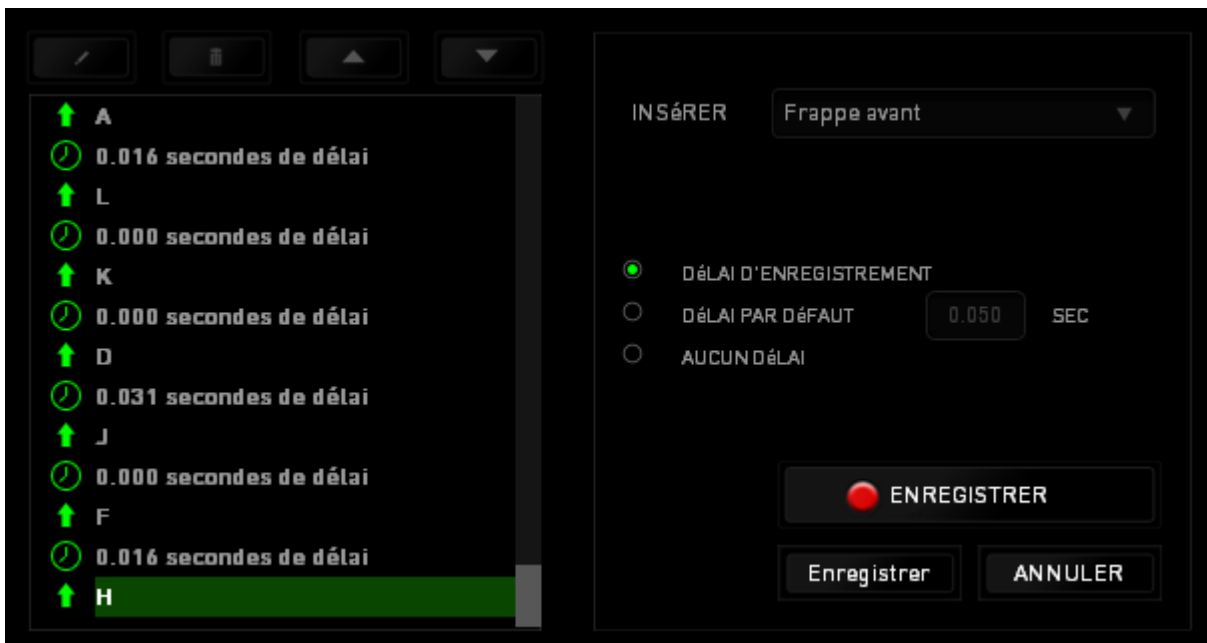 A
0.016 secondes de délai
L
0.000 secondes de délai
K
0.000 secondes de délai
D
0.031 secondes de délai
J
0.000 secondes de délai
F
0.016 secondes de délai
H
INSéRER Frappe avant
DéLAI D'ENREGISTREMENT
DéLAI PAR DéFAUT 0.050 SEC
AUCUN DéLAI
ENREGISTRER
Enregistrer ANNULER